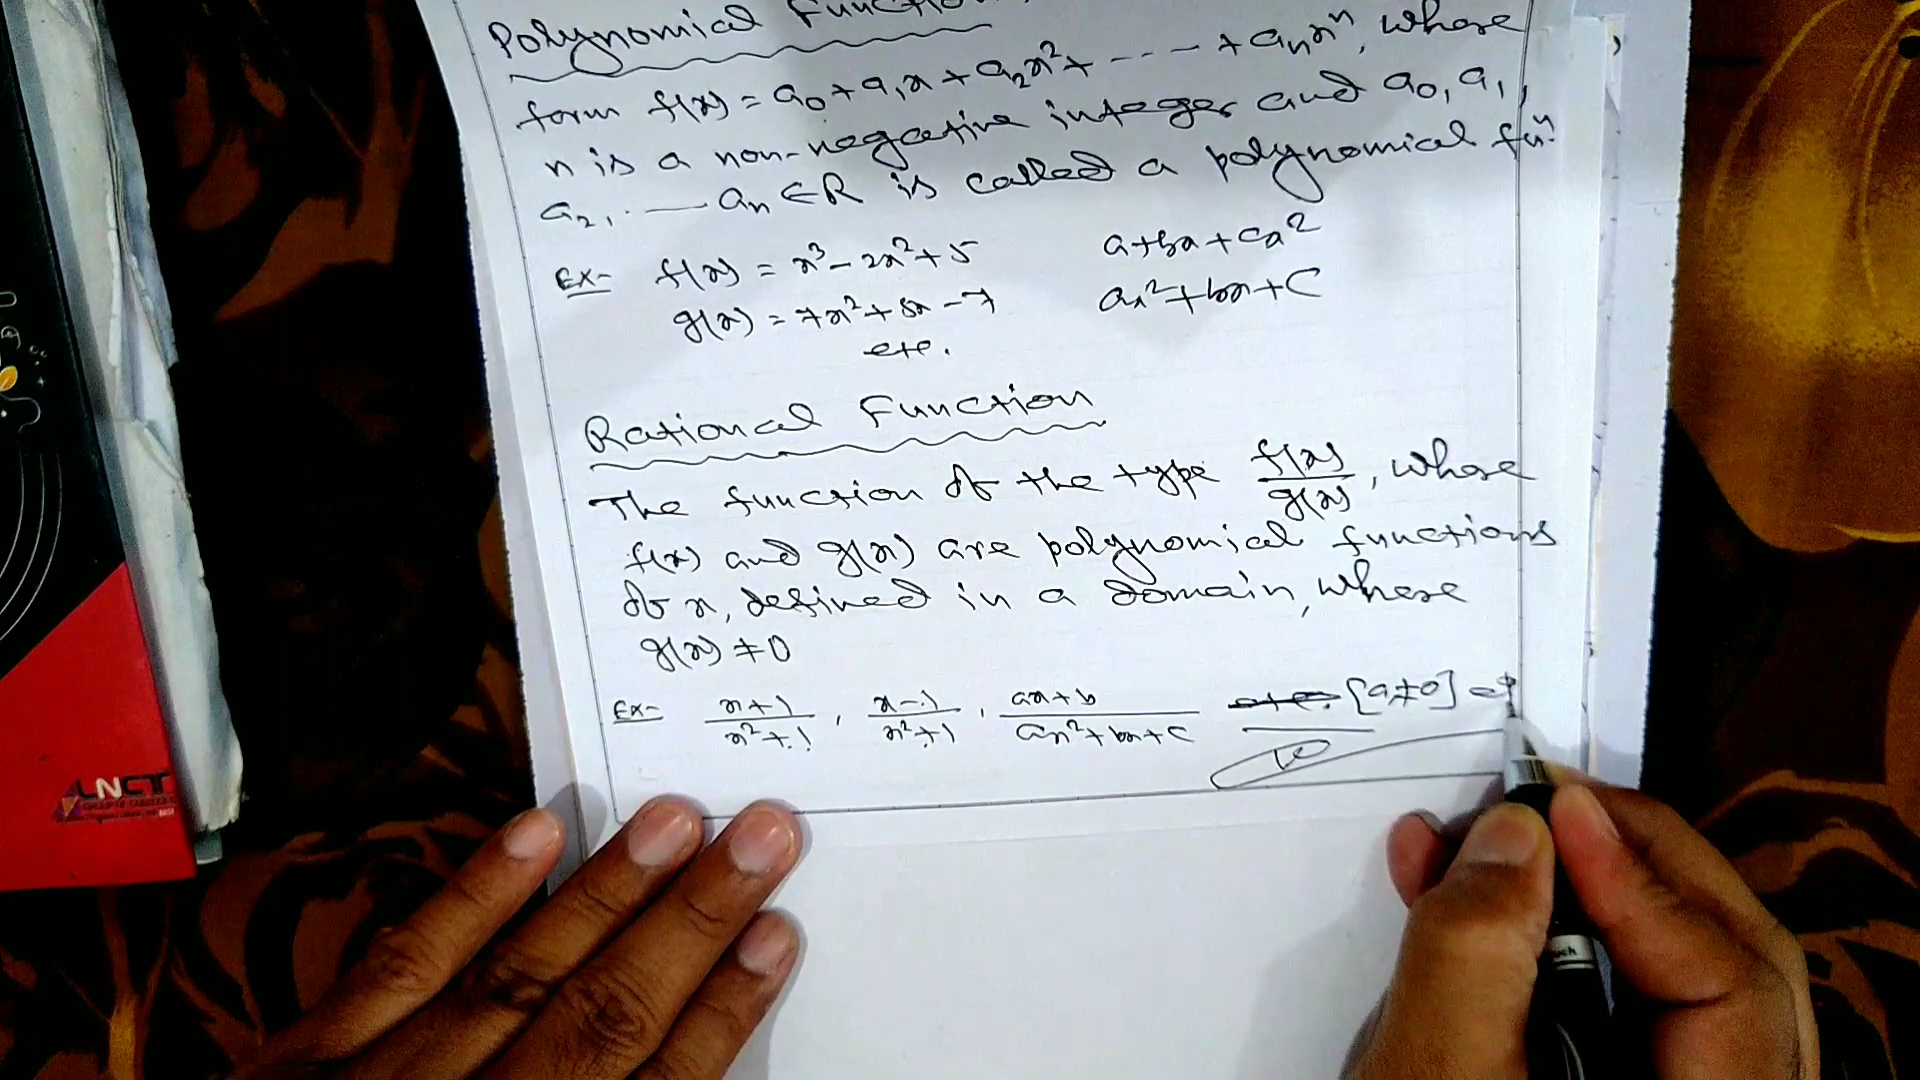 Polynomial Function
form f(x) = a₀+a₁x+a₂x²+ ---- +aₙxⁿ, where
n is a non-negative integer and a₀, a₁,
a₂, .— aₙ ∈R is called a polynomial fuⁿ.
Ex- f(x) = x³-2x²+5
a+bx+cx²
g(x) = 7x²+8x-7
ax²+bx+c
etc.
Rational Function
The function of the type f(x)/g(x), where
f(x) and g(x) are polynomial functions
of x, defined in a domain, where
g(x) ≠0
Ex- x+1/x²+1, x-1/x²+1, ax+b/ax²+bx+c [a≠0]
LNCT